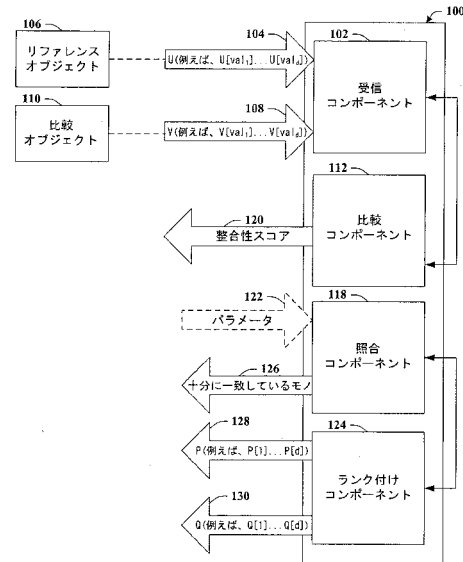 100
106
リファレンス
オブジェクト
104
U(例えば、U[val₁]...U[val_d])
102
受信
コンポーネント
110
比較
オブジェクト
108
V(例えば、V[val₁]...V[val_d])
112
比較
コンポーネント
120
整合性スコア
122
パラメータ
118
照合
コンポーネント
126
十分に一致しているモノ
128
P(例えば、P[1]...P[d])
124
ランク付け
コンポーネント
130
Q(例えば、Q[1]...Q[d])